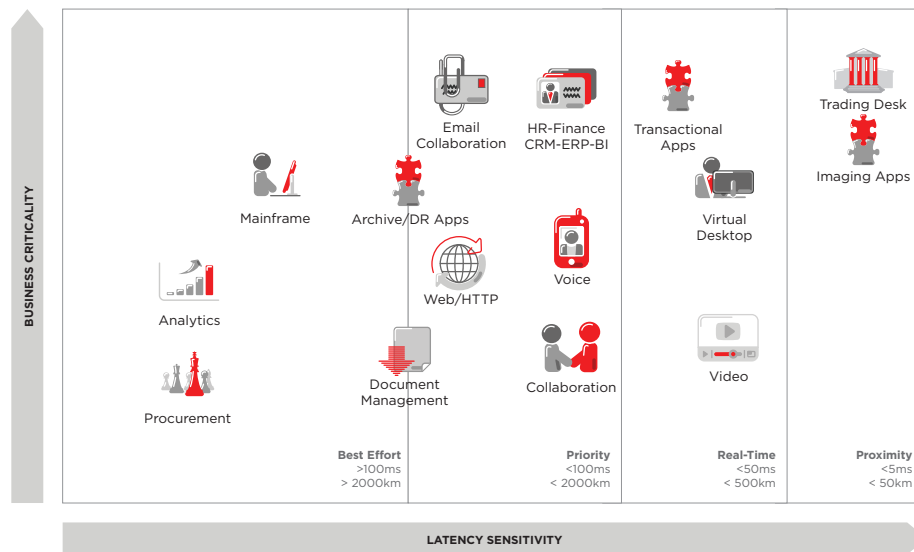 BUSINESS CRITICALITY
Email
Collaboration
HR-Finance
CRM-ERP-BI
Transactional
Apps
Trading Desk
Imaging Apps
Mainframe
Archive/DR Apps
Virtual
Desktop
Web/HTTP
Voice
Analytics
Document
Management
Collaboration
Video
Procurement
Best Effort
>100ms
> 2000km
Priority
<100ms
< 2000km
Real-Time
<50ms
< 500km
Proximity
<5ms
< 50km
LATENCY SENSITIVITY